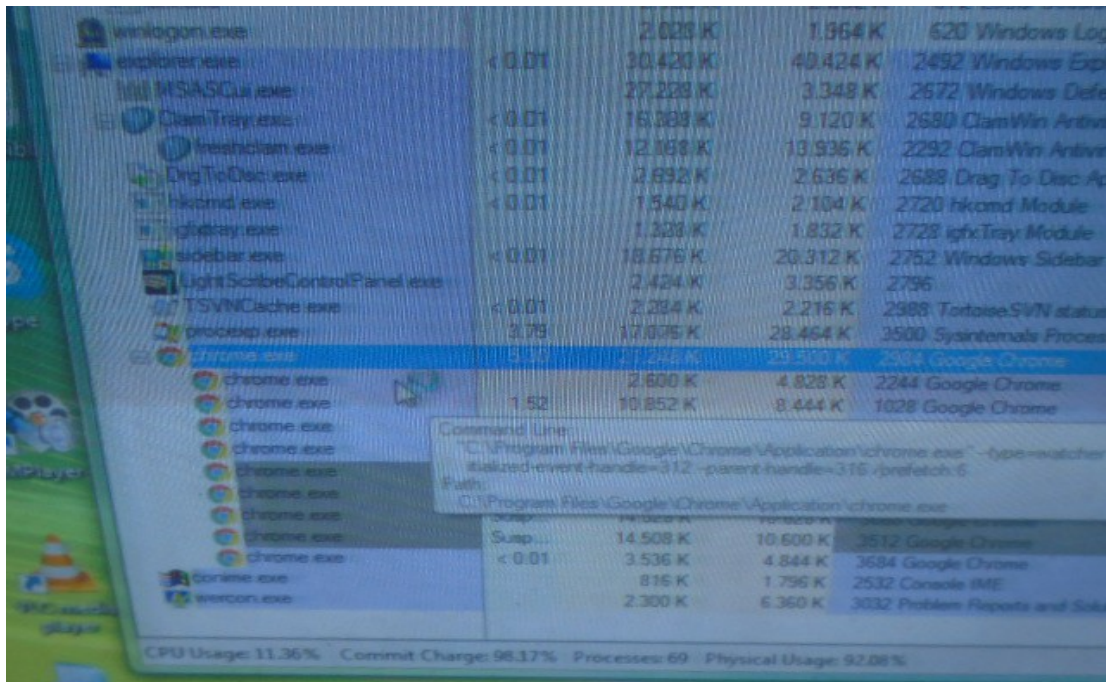 winlogon.exe 2.028 K 1.964 K 620 Windows Log
explorer.exe < 0.01 30.420 K 40.424 K 2492 Windows Exp
MSASCui.exe 27.228 K 3.348 K 2672 Windows Defe
ClamTray.exe < 0.01 16.388 K 9.120 K 2680 ClamWin Antivir
freshclam.exe < 0.01 12.168 K 13.936 K 2292 ClamWin Antivir
DrgToDsc.exe < 0.01 2.692 K 2.636 K 2688 Drag To Disc Ap
hkcmd.exe < 0.01 1.540 K 2.104 K 2720 hkcmd Module
igfxtray.exe 1.328 K 1.832 K 2728 igfxTray Module
sidebar.exe < 0.01 18.676 K 20.312 K 2752 Windows Sidebar
LightScribeControlPanel.exe 2.424 K 3.356 K 2796
TSVNCache.exe < 0.01 2.284 K 2.216 K 2988 TortoiseSVN status
procexp.exe 3.79 17.076 K 28.464 K 3500 Sysinternals Proces
chrome.exe 29.500 K 2984 Google Chrome
chrome.exe 2.600 K 4.828 K 2244 Google Chrome
chrome.exe 1.52 10.852 K 8.444 K 1028 Google Chrome
chrome.exe
chrome.exe
chrome.exe
chrome.exe
chrome.exe Susp...
chrome.exe Susp... 14.508 K 10.600 K 3512 Google Chrome
chrome.exe < 0.01 3.536 K 4.844 K 3684 Google Chrome
conime.exe 816 K 1.796 K 2532 Console IME
wercon.exe 2.300 K 6.360 K 3032 Problem Reports and Solu
Command Line:
"C:\Program Files\Google\Chrome\Application\chrome.exe" --type=watcher
itialized-event-handle=312 --parent-handle=316 /prefetch:6
Path:
C:\Program Files\Google\Chrome\Application\chrome.exe
CPU Usage: 11.36% Commit Charge: 98.17% Processes: 69 Physical Usage: 92.08%
MPlayer
VLC media
player